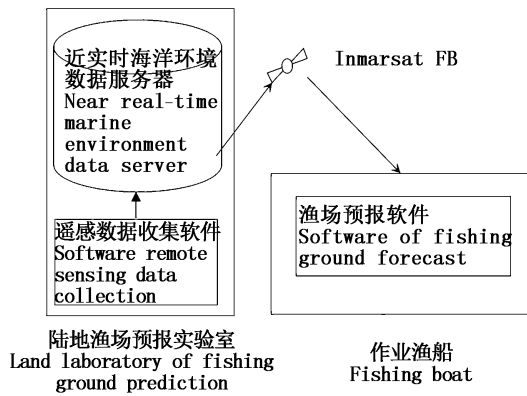 近实时海洋环境
数据服务器
Near real-time
marine
environment
data server
Inmarsat FB
遥感数据收集软件
Software remote
sensing data
collection
渔场预报软件
Software of fishing
ground forecast
陆地渔场预报实验室
Land laboratory of fishing
ground prediction
作业渔船
Fishing boat